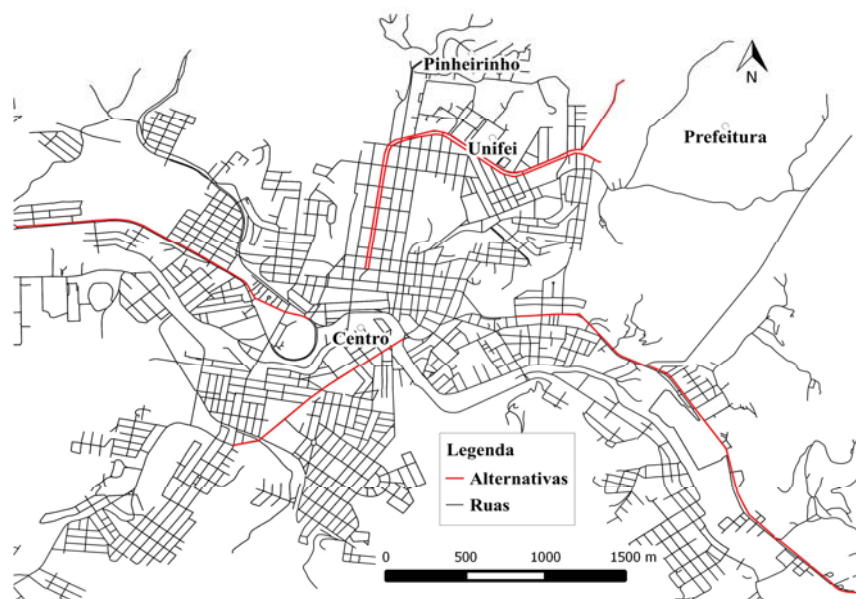 Pinheirinho
N
Prefeitura
Unifei
Centro
Legenda
Alternativas
Ruas
0 500 1000 1500 m